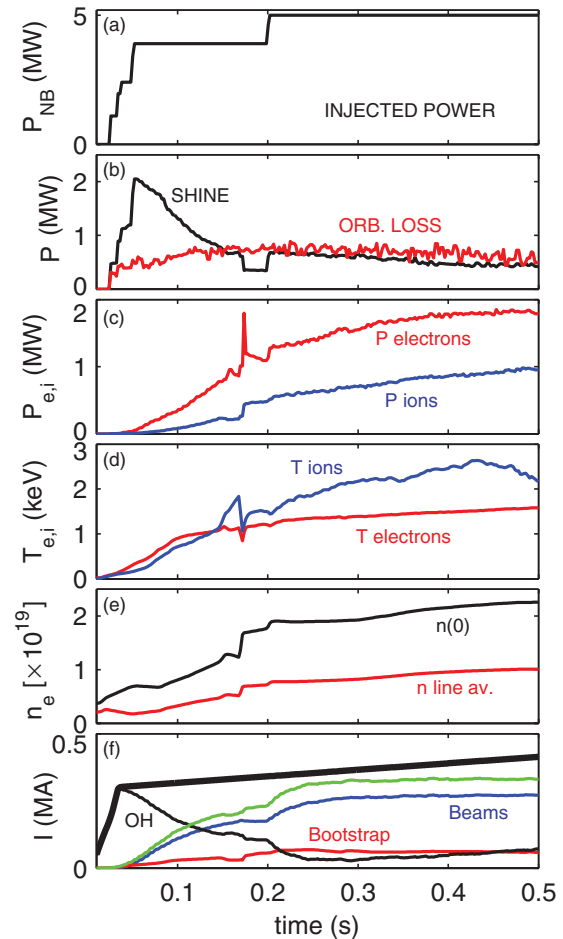 (a)
5
P_NB (MW)
INJECTED POWER
0
(b)
2
SHINE
P (MW)
1
ORB. LOSS
0
(c)
2
P_e,i (MW)
P electrons
1
P ions
0
(d)
3
T ions
2
T_e,i (keV)
1
T electrons
0
(e)
2
n_e [×10^19]
n(0)
1
n line av.
0
0.5
(f)
I (MA)
OH
Beams
Bootstrap
0
0.1 0.2 0.3 0.4 0.5
time (s)